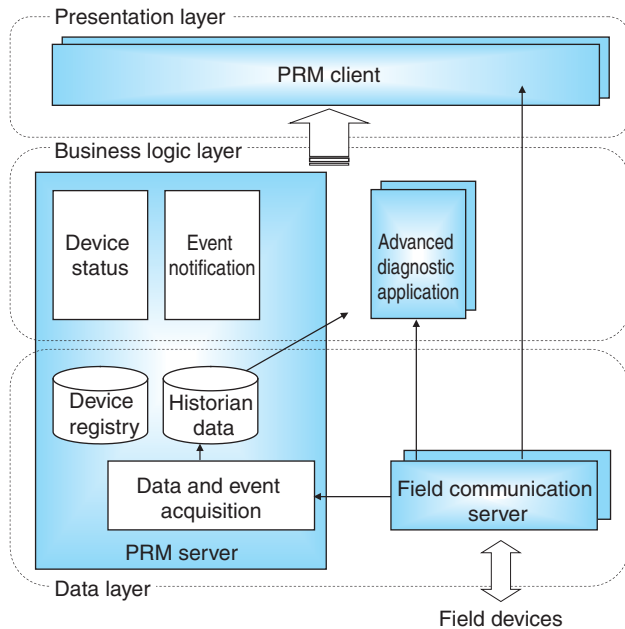 Presentation layer
PRM client
Business logic layer
Device
status
Event
notification
Advanced
diagnostic
application
Device
registry
Historian
data
Data and event
acquisition
Field communication
server
PRM server
Data layer
Field devices